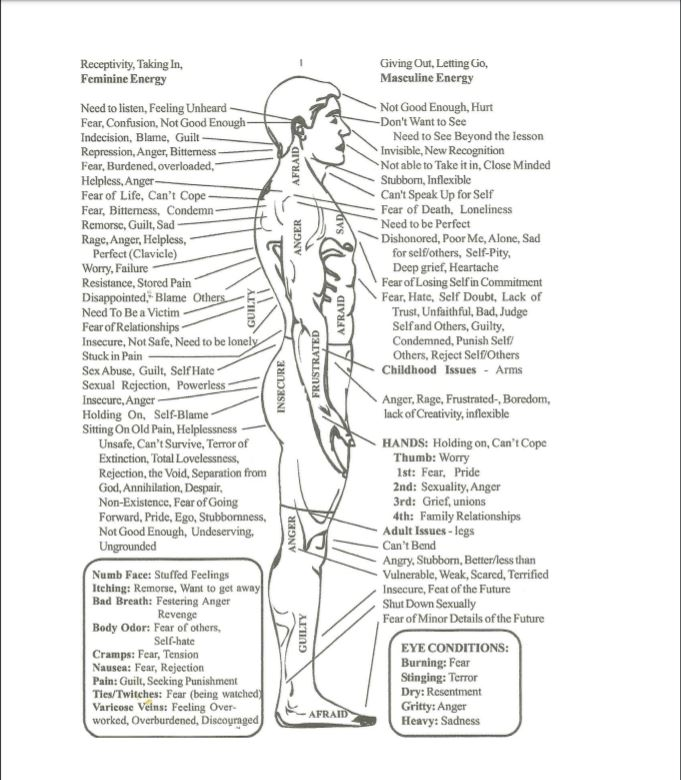 Receptivity, Taking In,
Feminine Energy
Need to listen, Feeling Unheard
Fear, Confusion, Not Good Enough
Indecision, Blame, Guilt
Repression, Anger, Bitterness
Fear, Burdened, overloaded,
Helpless, Anger
Fear of Life, Can't Cope
Fear, Bitterness, Condemn
Remorse, Guilt, Sad
Rage, Anger, Helpless,
Perfect (Clavicle)
Worry, Failure
Resistance, Stored Pain
Disappointed, Blame Others
Need To Be a Victim
Fear of Relationships
Insecure, Not Safe, Need to be lonely
Stuck in Pain
Sex Abuse, Guilt, Self Hate
Sexual Rejection, Powerless
Insecure, Anger
Holding On, Self-Blame
Sitting On Old Pain, Helplessness
Unsafe, Can't Survive, Terror of
Extinction, Total Lovelessness,
Rejection, the Void, Separation from
God, Annihilation, Despair,
Non-Existence, Fear of Going
Forward, Pride, Ego, Stubbornness,
Not Good Enough, Undeserving,
Ungrounded
Numb Face: Stuffed Feelings
Itching: Remorse, Want to get away
Bad Breath: Festering Anger
Revenge
Body Odor: Fear of others,
Self-hate
Cramps: Fear, Tension
Nausea: Fear, Rejection
Pain: Guilt, Seeking Punishment
Ties/Twitches: Fear (being watched)
Varicose Veins: Feeling Over-
worked, Overburdened, Discouraged
AFRAID
ANGER
SAD
GUILTY
AFRAID
INSECURE
FRUSTRATED
ANGER
GUILTY
AFRAID
Giving Out, Letting Go,
Masculine Energy
Not Good Enough, Hurt
Don't Want to See
Need to See Beyond the lesson
Invisible, New Recognition
Not able to Take it in, Close Minded
Stubborn, Inflexible
Can't Speak Up for Self
Fear of Death, Loneliness
Need to be Perfect
Dishonored, Poor Me, Alone, Sad
for self/others, Self-Pity,
Deep grief, Heartache
Fear of Losing Self in Commitment
Fear, Hate, Self Doubt, Lack of
Trust, Unfaithful, Bad, Judge
Self and Others, Guilty,
Condemned, Punish Self/
Others, Reject Self/Others
Childhood Issues - Arms
Anger, Rage, Frustrated-, Boredom,
lack of Creativity, inflexible
HANDS: Holding on, Can't Cope
Thumb: Worry
1st: Fear, Pride
2nd: Sexuality, Anger
3rd: Grief, unions
4th: Family Relationships
Adult Issues - legs
Can't Bend
Angry, Stubborn, Better/less than
Vulnerable, Weak, Scared, Terrified
Insecure, Feat of the Future
Shut Down Sexually
Fear of Minor Details of the Future
EYE CONDITIONS:
Burning: Fear
Stinging: Terror
Dry: Resentment
Gritty: Anger
Heavy: Sadness